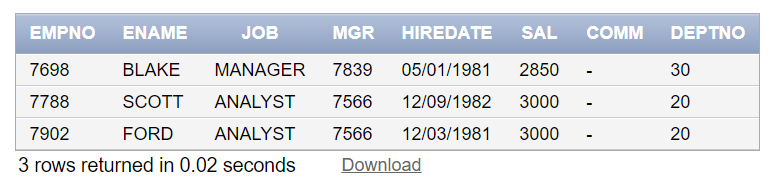 EMPNO ENAME JOB MGR HIREDATE SAL COMM DEPTNO
7698 BLAKE MANAGER 7839 05/01/1981 2850 - 30
7788 SCOTT ANALYST 7566 12/09/1982 3000 - 20
7902 FORD ANALYST 7566 12/03/1981 3000 - 20
3 rows returned in 0.02 seconds Download